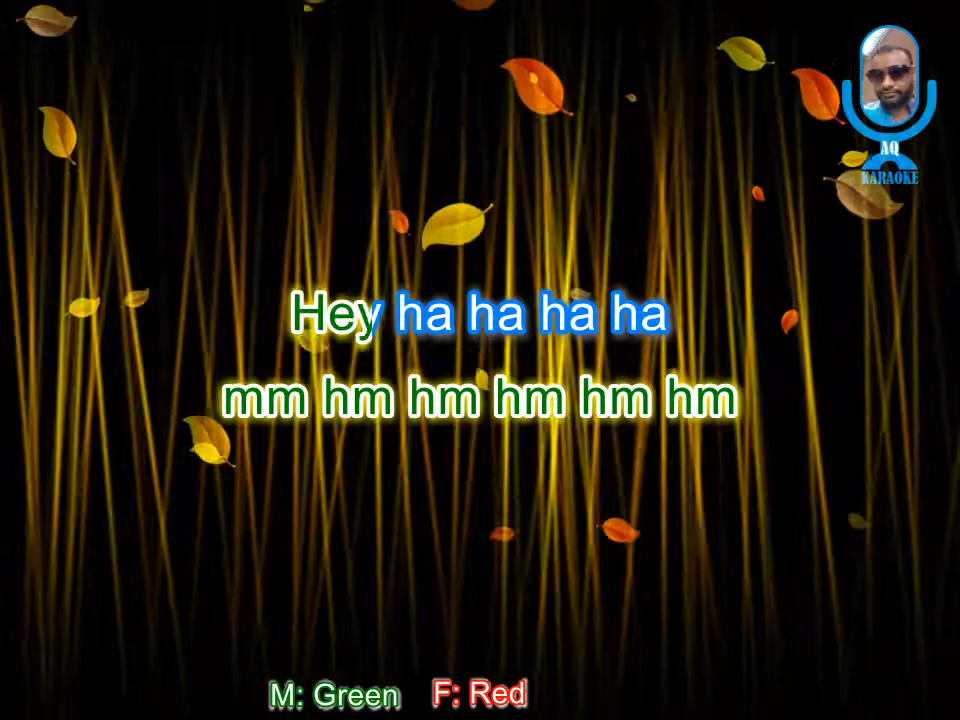 AQ
KARAOKE
Hey ha ha ha ha
mm hm hm hm hm hm
M: Green F: Red